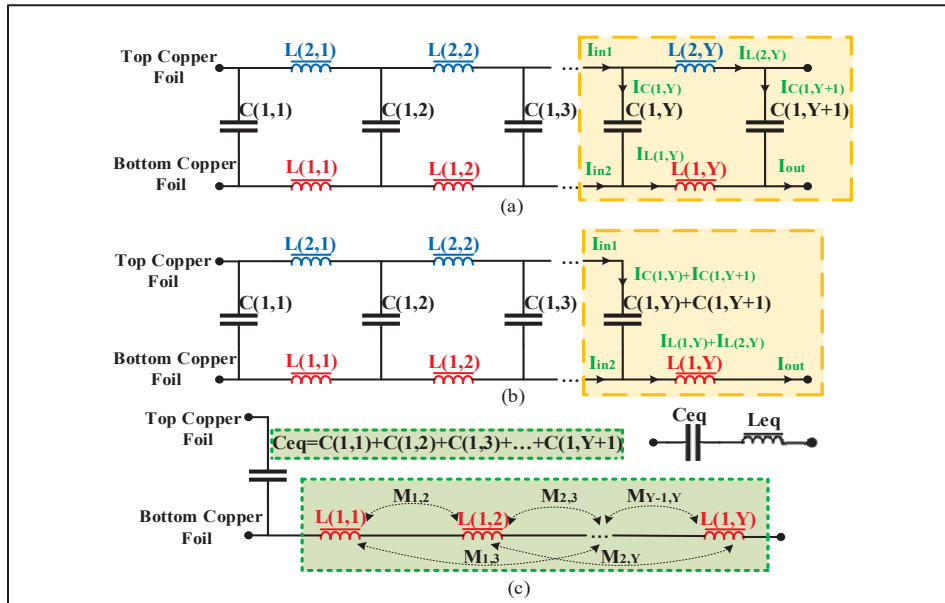 L(2,1) L(2,2) Iin1 L(2,Y) IL(2,Y)
Top Copper
Foil
...
C(1,1) C(1,2) C(1,3) IC(1,Y) C(1,Y) IC(1,Y+1) C(1,Y+1)
Bottom Copper
Foil
L(1,1) L(1,2) ... Iin2 IL(1,Y) L(1,Y) Iout
(a)
L(2,1) L(2,2) Iin1
Top Copper
Foil
...
C(1,1) C(1,2) C(1,3) IC(1,Y)+IC(1,Y+1)
C(1,Y)+C(1,Y+1)
Bottom Copper
Foil
L(1,1) L(1,2) ... Iin2 IL(1,Y)+IL(2,Y) L(1,Y) Iout
(b)
Top Copper
Foil
Ceq=C(1,1)+C(1,2)+C(1,3)+…+C(1,Y+1)
Ceq Leq
M1,2 M2,3 MY-1,Y
Bottom Copper
Foil
L(1,1) L(1,2) ... L(1,Y)
M1,3 M2,Y
(c)